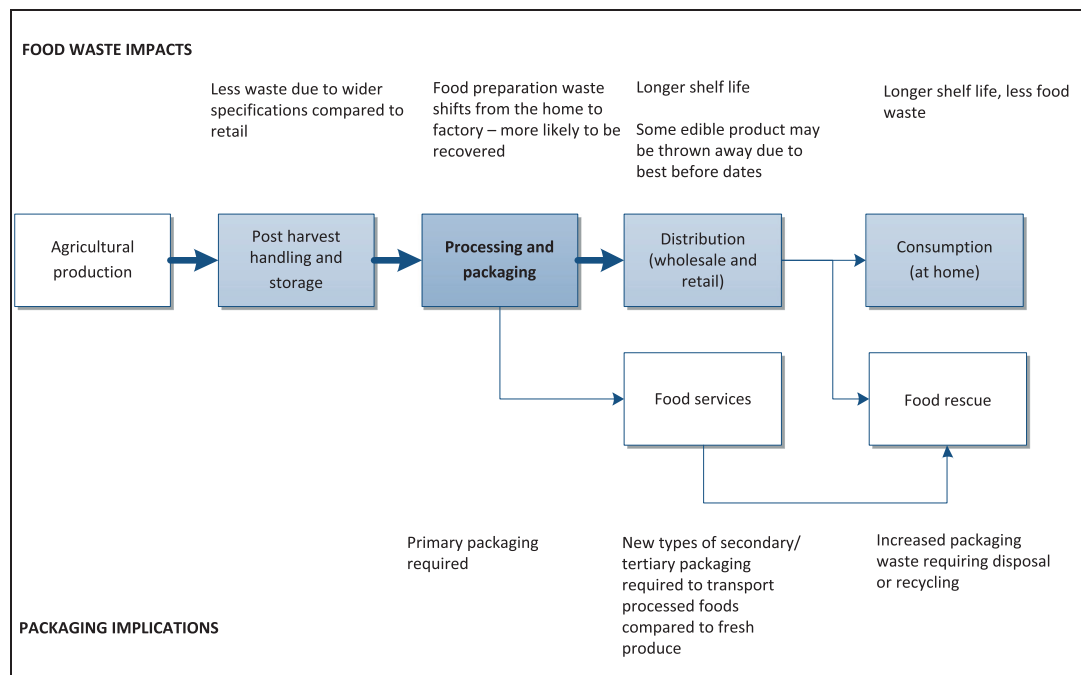 FOOD WASTE IMPACTS
Less waste due to wider
specifications compared to
retail
Food preparation waste
shifts from the home to
factory – more likely to be
recovered
Longer shelf life
Some edible product may
be thrown away due to
best before dates
Longer shelf life, less food
waste
Agricultural
production
Post harvest
handling and
storage
Processing and
packaging
Distribution
(wholesale and
retail)
Consumption
(at home)
Food services
Food rescue
Primary packaging
required
New types of secondary/
tertiary packaging
required to transport
processed foods
compared to fresh
produce
Increased packaging
waste requiring disposal
or recycling
PACKAGING IMPLICATIONS